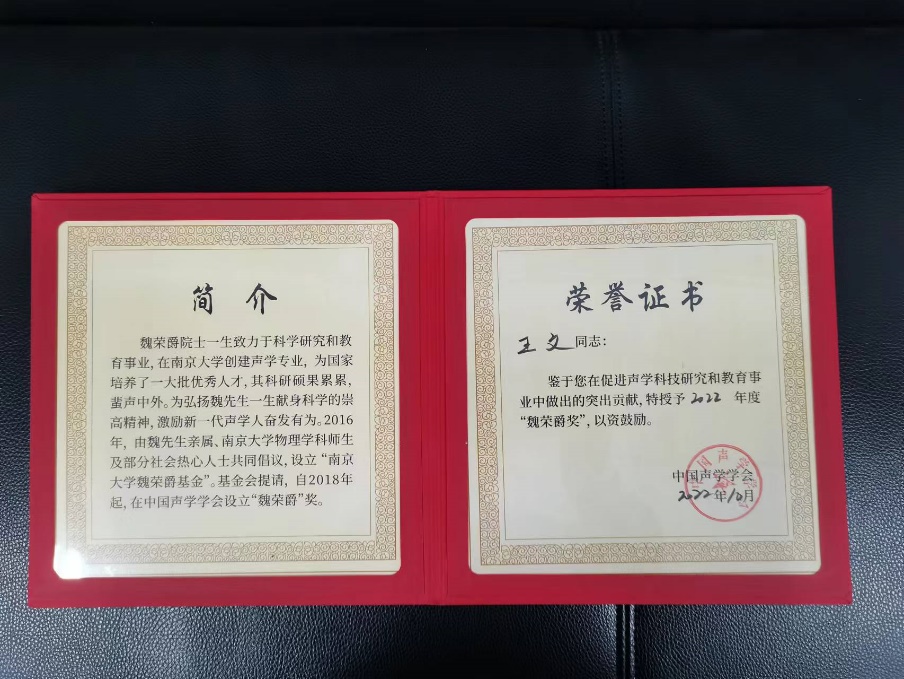 简 介
魏荣爵院士一生致力于科学研究和教
育事业，在南京大学创建声学专业，为国家
培养了一大批优秀人才，其科研硕果累累，
蜚声中外。为弘扬魏先生一生献身科学的崇
高精神，激励新一代声学人奋发有为。2016
年，由魏先生亲属、南京大学物理学科师生
及部分社会热心人士共同倡议，设立“南京
大学魏荣爵基金”。基金会提请，自2018年
起，在中国声学学会设立“魏荣爵”奖。
荣誉证书
王文同志：
鉴于您在促进声学科技研究和教育事
业中做出的突出贡献，特授予2022年度
“魏荣爵奖”，以资鼓励。
中国声学学会
2022年10月